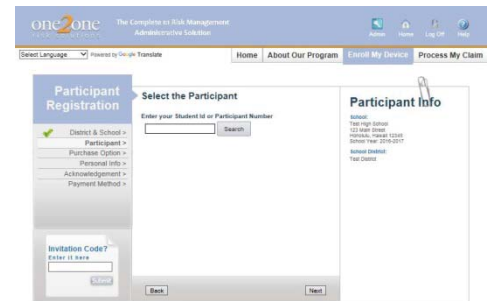 one2one
The Complete in Risk Management
Administrative Solution
Admin Home Log Off Help
Select Language Powered by Google Translate
Home About Our Program Enroll My Device Process My Claim
Participant
Registration
District & School >
Participant >
Purchase Option >
Personal Info >
Acknowledgement >
Payment Method >
Invitation Code?
Enter it here
Submit
Select the Participant
Enter your Student Id or Participant Number
Search
Back Next
Participant Info
School:
Test High School
123 Main Street
Honolulu, Hawaii 12345
School Year: 2016-2017
School District:
Test District